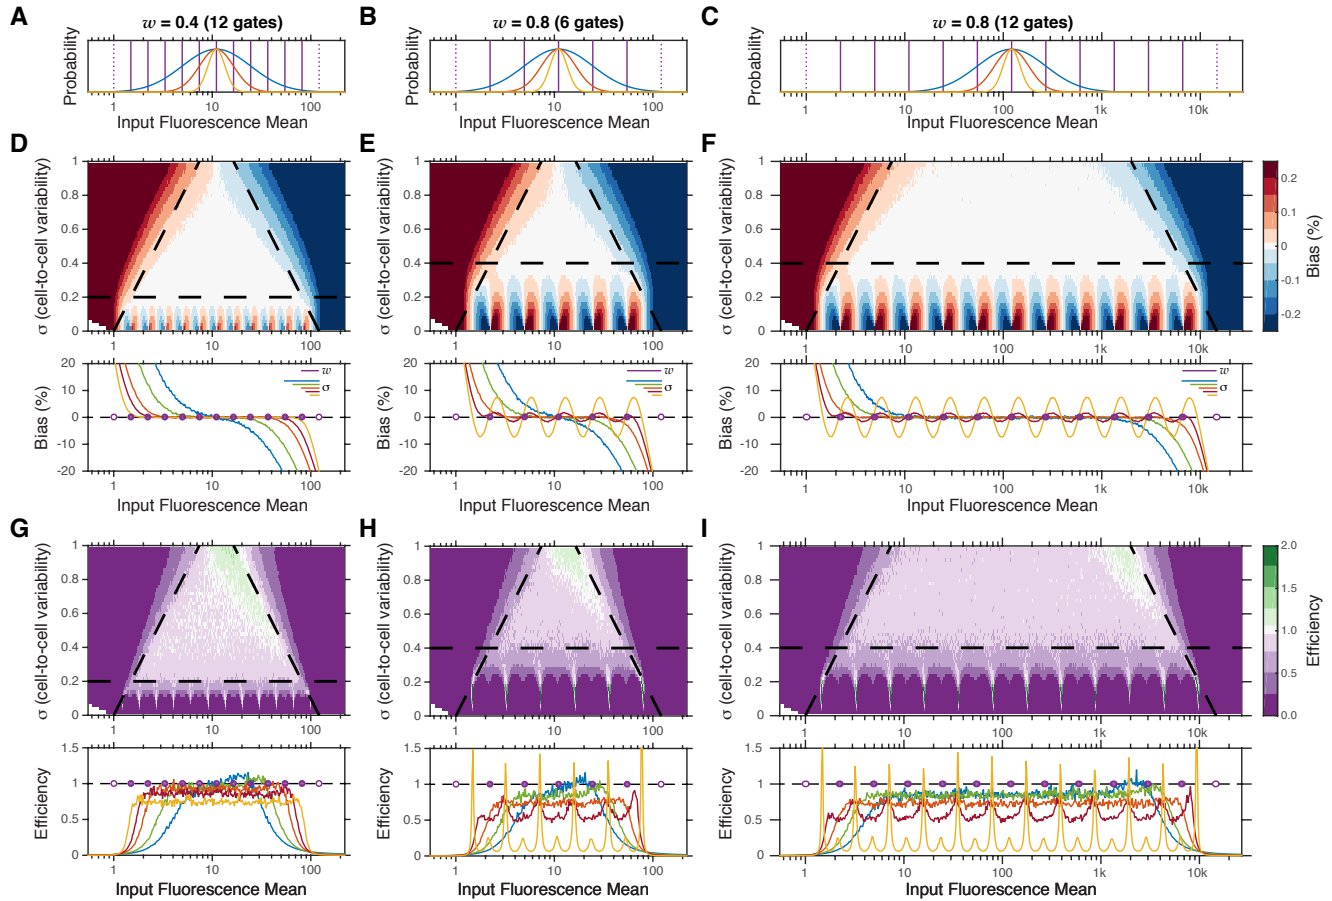 A
w = 0.4 (12 gates)
Probability
1 10 100
Input Fluorescence Mean
B
w = 0.8 (6 gates)
Probability
1 10 100
Input Fluorescence Mean
C
w = 0.8 (12 gates)
Probability
1 10 100 1k 10k
Input Fluorescence Mean
D
σ (cell-to-cell variability)
1
0.8
0.6
0.4
0.2
0
1 10 100
E
σ (cell-to-cell variability)
1
0.8
0.6
0.4
0.2
0
1 10 100
F
σ (cell-to-cell variability)
1
0.8
0.6
0.4
0.2
0
1 10 100 1k 10k
0.2
0.1
0
-0.1
-0.2
Bias (%)
Bias (%)
20
10
0
-10
-20
w
σ
1 10 100
Input Fluorescence Mean
Bias (%)
20
10
0
-10
-20
w
σ
1 10 100
Input Fluorescence Mean
Bias (%)
20
10
0
-10
-20
w
σ
1 10 100 1k 10k
Input Fluorescence Mean
G
σ (cell-to-cell variability)
1
0.8
0.6
0.4
0.2
0
1 10 100
H
σ (cell-to-cell variability)
1
0.8
0.6
0.4
0.2
0
1 10 100
I
σ (cell-to-cell variability)
1
0.8
0.6
0.4
0.2
0
1 10 100 1k 10k
2.0
1.5
1.0
0.5
0.0
Efficiency
Efficiency
1.5
1
0.5
0
1 10 100
Input Fluorescence Mean
Efficiency
1.5
1
0.5
0
1 10 100
Input Fluorescence Mean
Efficiency
1.5
1
0.5
0
1 10 100 1k 10k
Input Fluorescence Mean